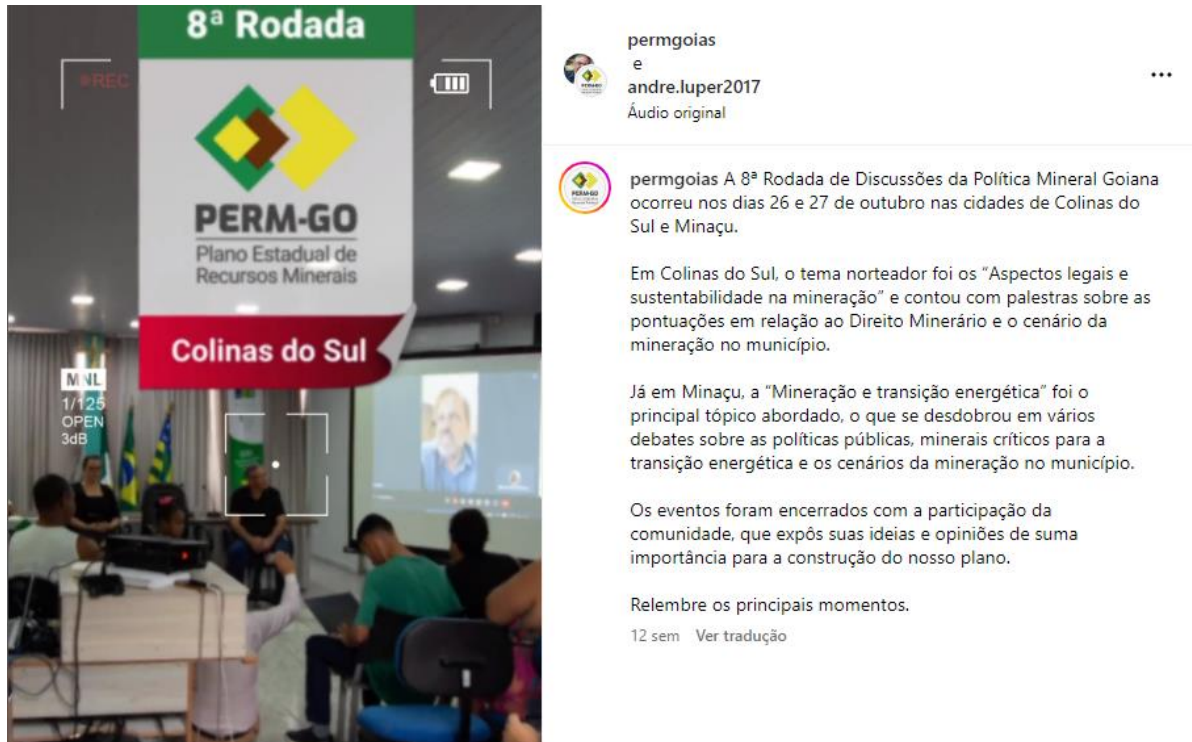 8ª Rodada
REC
PERM-GO
Plano Estadual de
Recursos Minerais
Colinas do Sul
MNL
1/125
OPEN
3dB
permgoias
e
andre.luper2017
Áudio original
permgoias A 8ª Rodada de Discussões da Política Mineral Goiana
ocorreu nos dias 26 e 27 de outubro nas cidades de Colinas do
Sul e Minaçu.
Em Colinas do Sul, o tema norteador foi os “Aspectos legais e
sustentabilidade na mineração” e contou com palestras sobre as
pontuações em relação ao Direito Minerário e o cenário da
mineração no município.
Já em Minaçu, a “Mineração e transição energética” foi o
principal tópico abordado, o que se desdobrou em vários
debates sobre as políticas públicas, minerais críticos para a
transição energética e os cenários da mineração no município.
Os eventos foram encerrados com a participação da
comunidade, que expôs suas ideias e opiniões de suma
importância para a construção do nosso plano.
Relembre os principais momentos.
12 sem Ver tradução